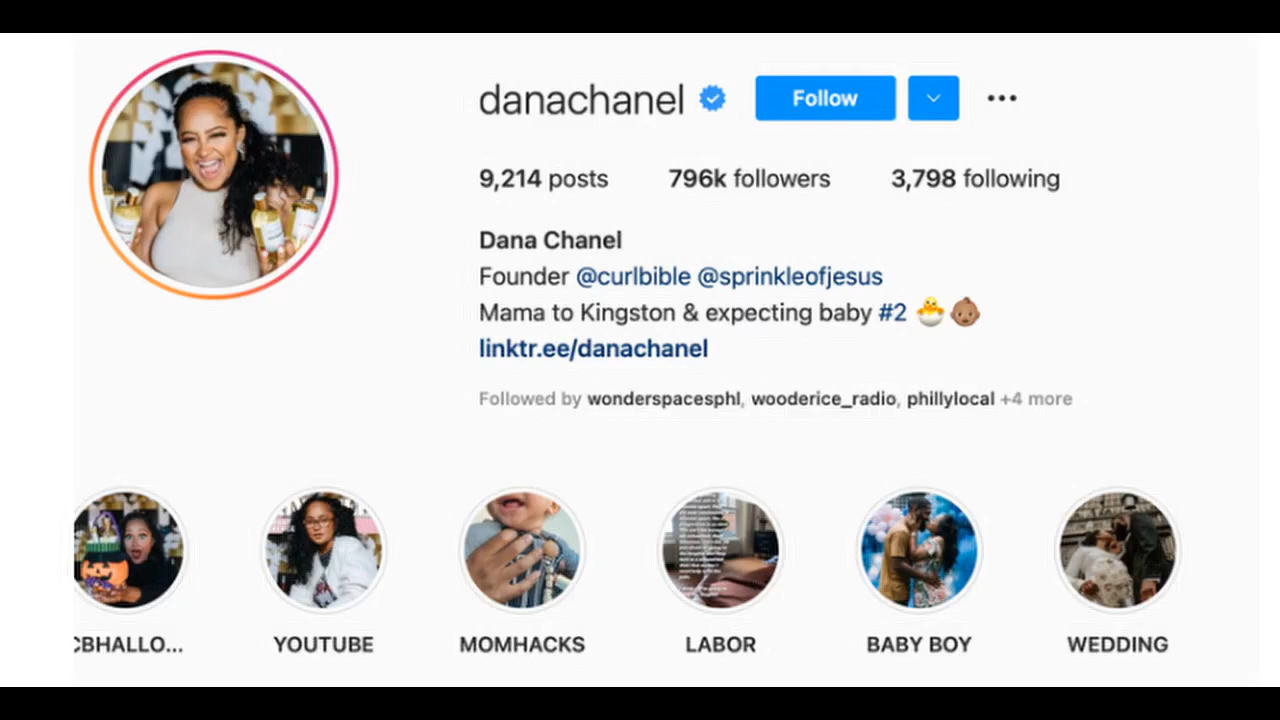 danachanel Follow
9,214 posts 796k followers 3,798 following
Dana Chanel
Founder @curlbible @sprinkleofjesus
Mama to Kingston & expecting baby #2 🐣👶🏽
linktr.ee/danachanel
Followed by wonderspacesphl, wooderice_radio, phillylocal +4 more
CBHALLO... YOUTUBE MOMHACKS LABOR BABY BOY WEDDING